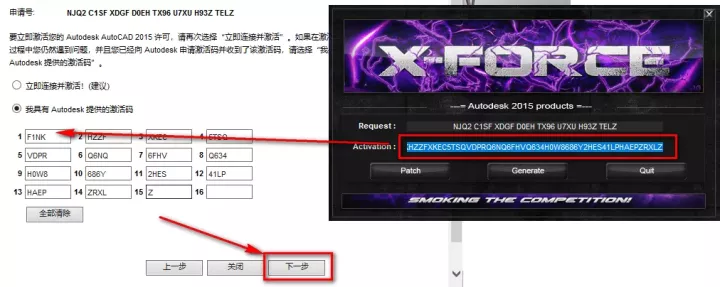 申请号: NJQ2 C1SF XDGF D0EH TX96 U7XU H93Z TELZ
要立即激活您的 Autodesk AutoCAD 2015 许可，请再次选择“立即连接并激活”。如果在激
过程中您仍然遇到问题，并且您已经向 Autodesk 申请激活码并收到了该激活码，请选择“我
Autodesk 提供的激活码”。
立即连接并激活! (建议)
我具有 Autodesk 提供的激活码
1 F1NK 2 HZZF 3 XKEC 4 5TSQ
5 VDPR 6 Q6NQ 7 6FHV 8 Q634
9 H0W8 10 686Y 11 2HES 12 41LP
13 HAEP 14 ZRXL 15 Z 16
全部清除
上一步 关闭 下一步
X-FORCE
---= Autodesk 2015 products =---
Request : NJQ2 C1SF XDGF D0EH TX96 U7XU H93Z TELZ
Activation : HZZFXKEC5TSQVDPRQ6NQ6FHVQ634H0W8686Y2HES41LPHAEPZRXLZ
Patch Generate Quit
SMOKING THE COMPETITION!